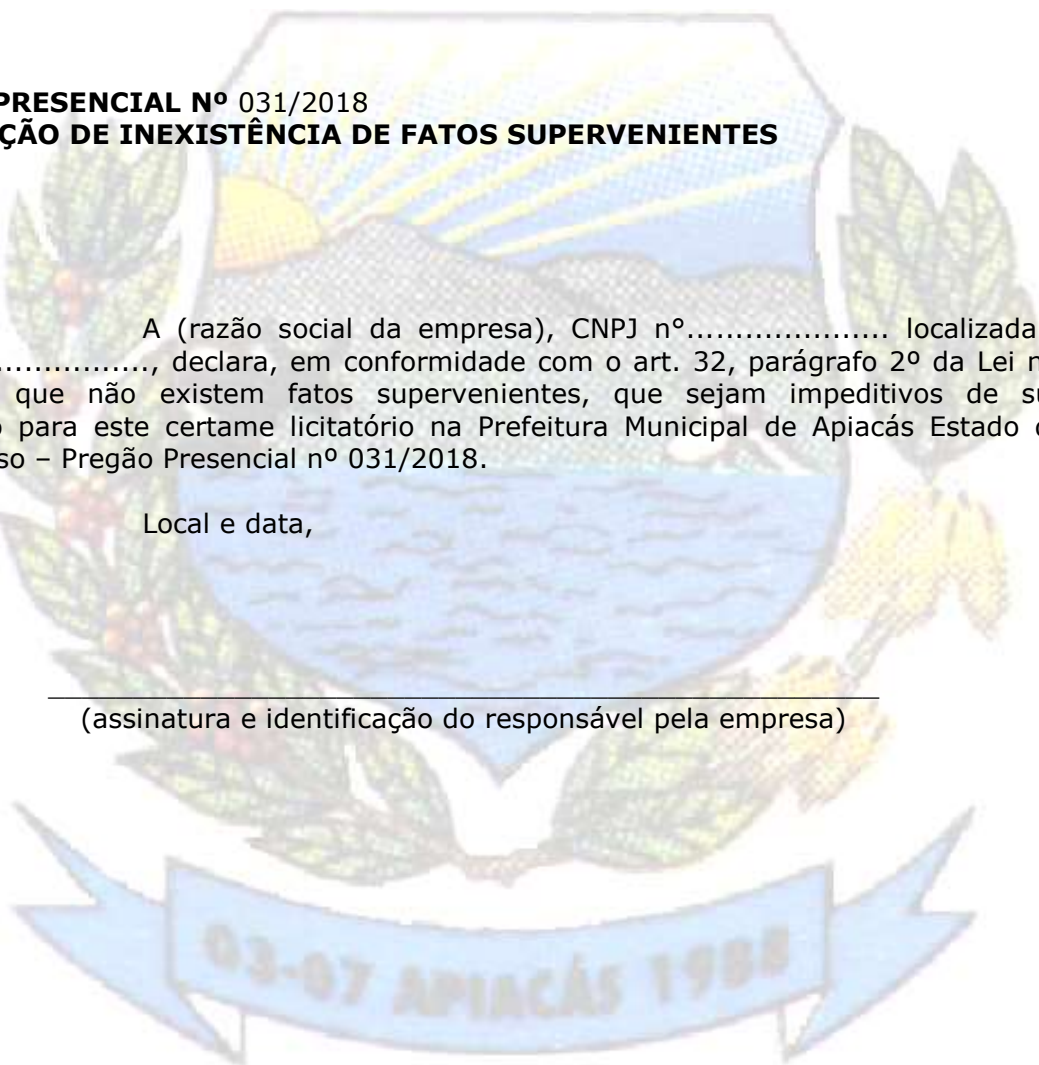 PRESENCIAL Nº 031/2018
ÇÃO DE INEXISTÊNCIA DE FATOS SUPERVENIENTES
A (razão social da empresa), CNPJ n°..................... localizada
................., declara, em conformidade com o art. 32, parágrafo 2º da Lei n
que não existem fatos supervenientes, que sejam impeditivos de su
o para este certame licitatório na Prefeitura Municipal de Apiacás Estado d
so – Pregão Presencial nº 031/2018.
Local e data,
(assinatura e identificação do responsável pela empresa)
03-07 APIACÁS 1988